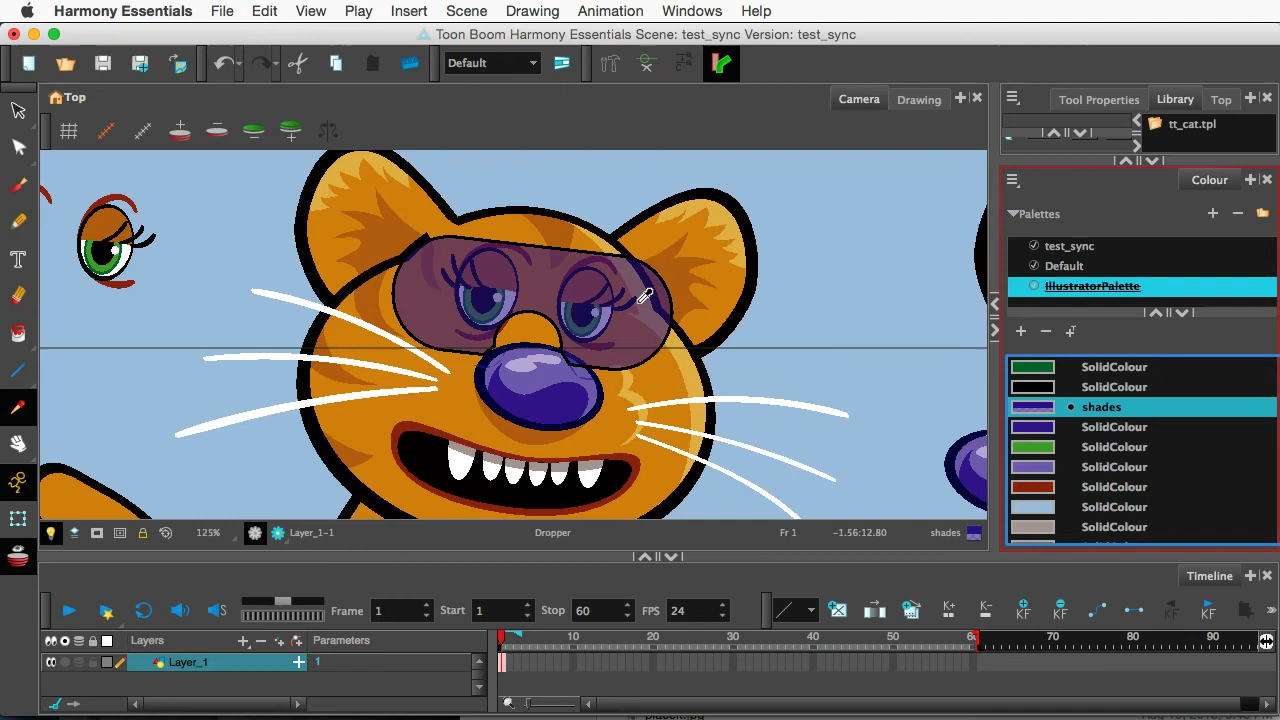 Harmony Essentials File Edit View Play Insert Scene Drawing Animation Windows Help
Toon Boom Harmony Essentials Scene: test_sync Version: test_sync
Default
Top
Camera Drawing
Tool Properties Library Top
tt_cat.tpl
Colour
Palettes
test_sync
Default
IllustratorPalette
SolidColour
SolidColour
shades
SolidColour
SolidColour
SolidColour
SolidColour
SolidColour
SolidColour
125% Layer_1-1 Dropper Fr 1 -1.56:12.80 shades
Timeline
Frame 1 Start 1 Stop 60 FPS 24
Layers Parameters 10 20 30 40 50 6 70 80 90
Layer_1 1